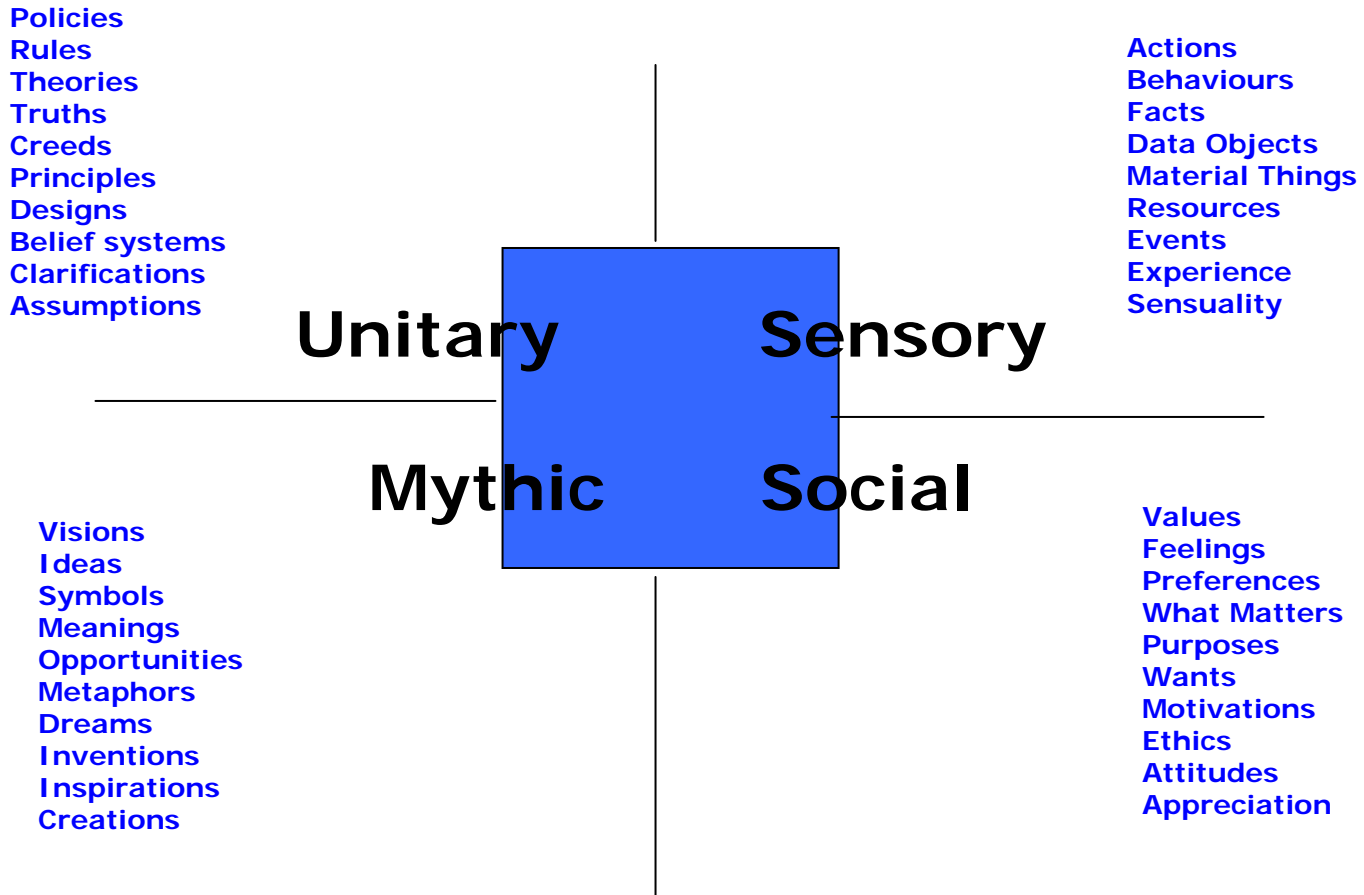 Policies
Rules
Theories
Truths
Creeds
Principles
Designs
Belief systems
Clarifications
Assumptions
Actions
Behaviours
Facts
Data Objects
Material Things
Resources
Events
Experience
Sensuality
Unitary
Sensory
Mythic
Social
Visions
Ideas
Symbols
Meanings
Opportunities
Metaphors
Dreams
Inventions
Inspirations
Creations
Values
Feelings
Preferences
What Matters
Purposes
Wants
Motivations
Ethics
Attitudes
Appreciation